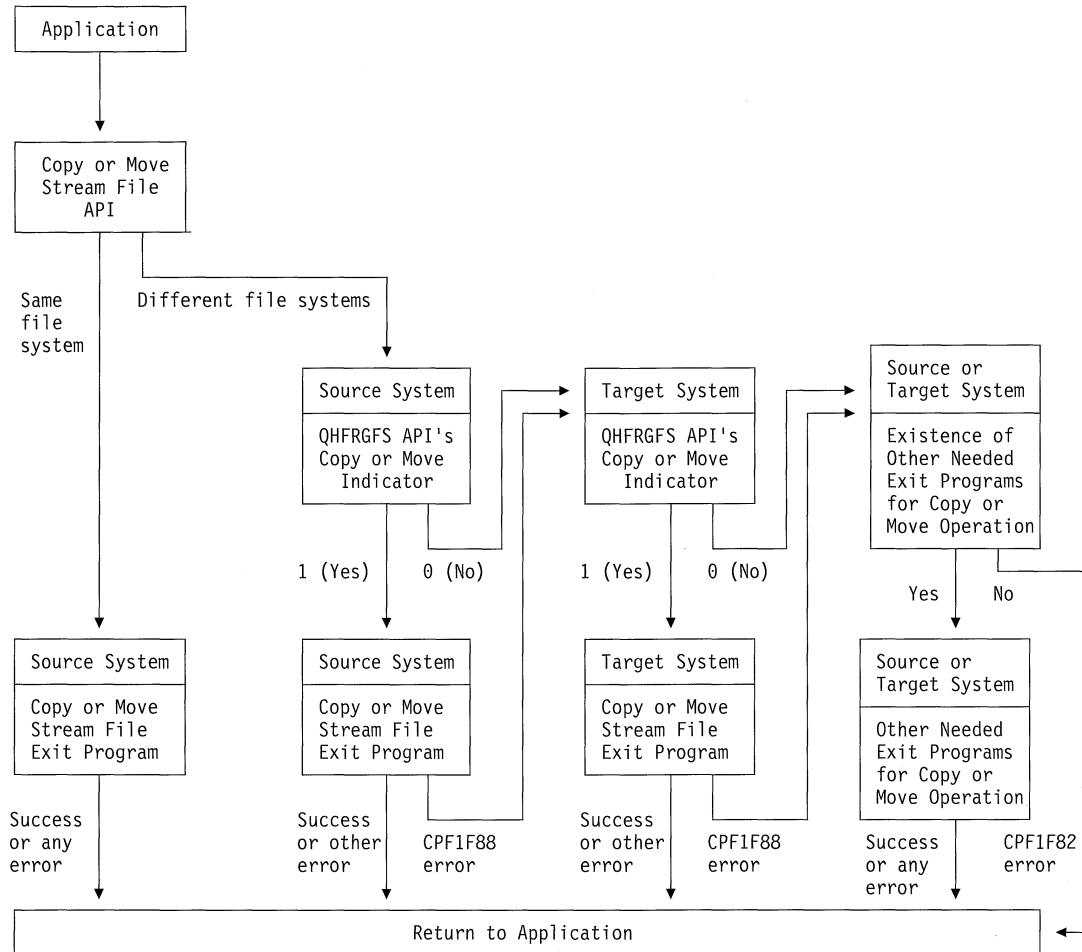 Application
Copy or Move
Stream File
API
Same
file
system
Different file systems
Source System
QHFRGFS API's
Copy or Move
Indicator
Target System
QHFRGFS API's
Copy or Move
Indicator
Source or
Target System
Existence of
Other Needed
Exit Programs
for Copy or
Move Operation
1 (Yes)
0 (No)
1 (Yes)
0 (No)
Yes
No
Source System
Copy or Move
Stream File
Exit Program
Source System
Copy or Move
Stream File
Exit Program
Target System
Copy or Move
Stream File
Exit Program
Source or
Target System
Other Needed
Exit Programs
for Copy or
Move Operation
Success
or any
error
Success
or other
error
CPF1F88
error
Success
or other
error
CPF1F88
error
Success
or any
error
CPF1F82
error
Return to Application